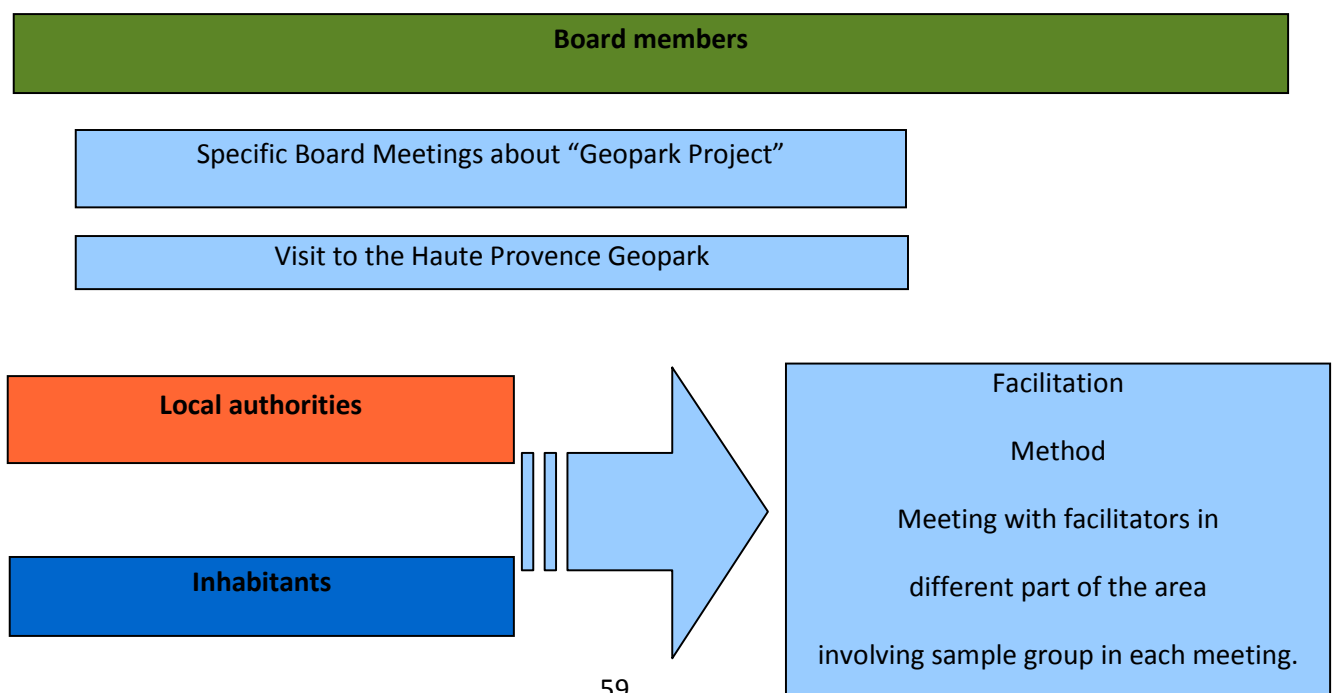 Board members
Specific Board Meetings about “Geopark Project”
Visit to the Haute Provence Geopark
Local authorities
Inhabitants
Facilitation
Method
Meeting with facilitators in
different part of the area
involving sample group in each meeting.
59